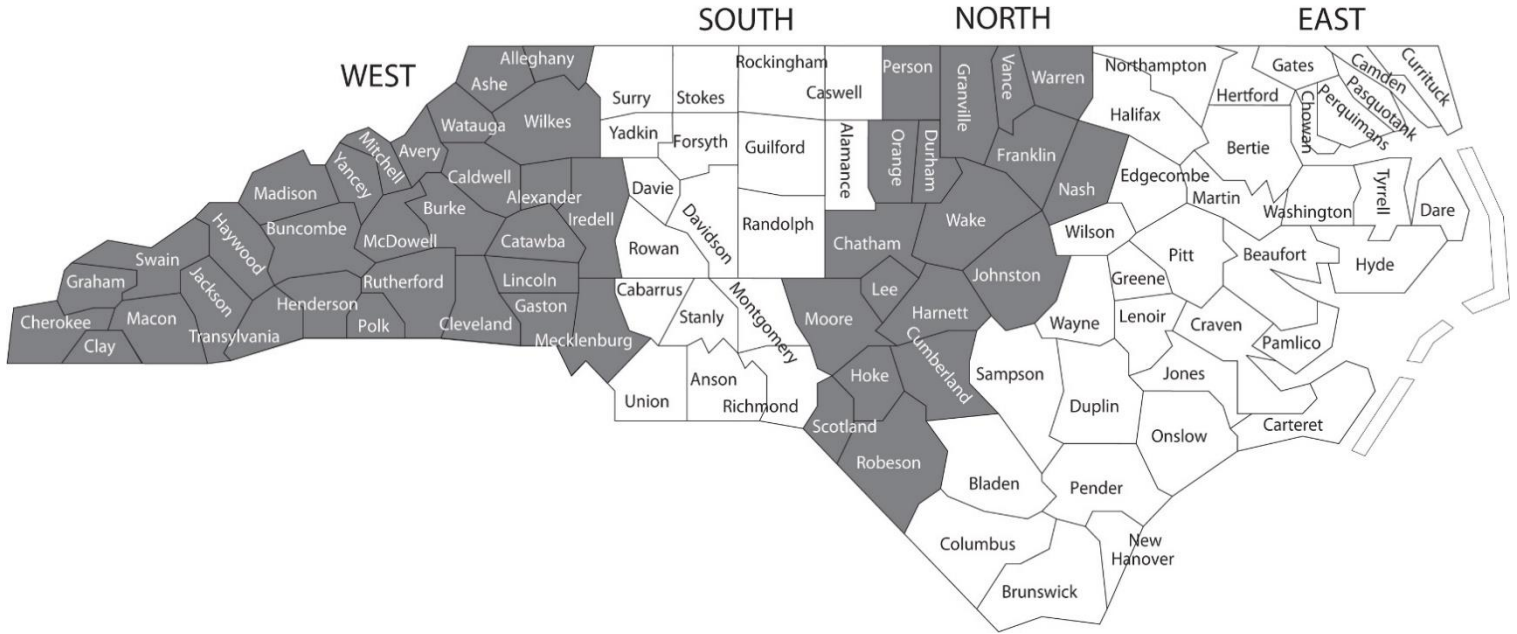 SOUTH
NORTH
EAST
WEST
Alleghany
Ashe
Surry
Stokes
Rockingham
Caswell
Person
Granville
Vance
Warren
Northampton
Gates
Camden
Currituck
Pasquotank
Perquimans
Chowan
Hertford
Halifax
Bertie
Watauga
Wilkes
Yadkin
Forsyth
Guilford
Alamance
Orange
Durham
Franklin
Nash
Edgecombe
Martin
Washington
Tyrrell
Dare
Mitchell
Avery
Yancey
Caldwell
Alexander
Iredell
Davie
Davidson
Randolph
Chatham
Wake
Wilson
Pitt
Beaufort
Hyde
Madison
Buncombe
Burke
McDowell
Catawba
Rowan
Haywood
Swain
Graham
Jackson
Rutherford
Lincoln
Cabarrus
Stanly
Montgomery
Moore
Lee
Harnett
Johnston
Greene
Lenoir
Wayne
Craven
Pamlico
Cherokee
Clay
Macon
Transylvania
Henderson
Polk
Cleveland
Gaston
Mecklenburg
Union
Anson
Richmond
Hoke
Cumberland
Sampson
Duplin
Jones
Onslow
Carteret
Scotland
Robeson
Bladen
Pender
Columbus
New
Hanover
Brunswick